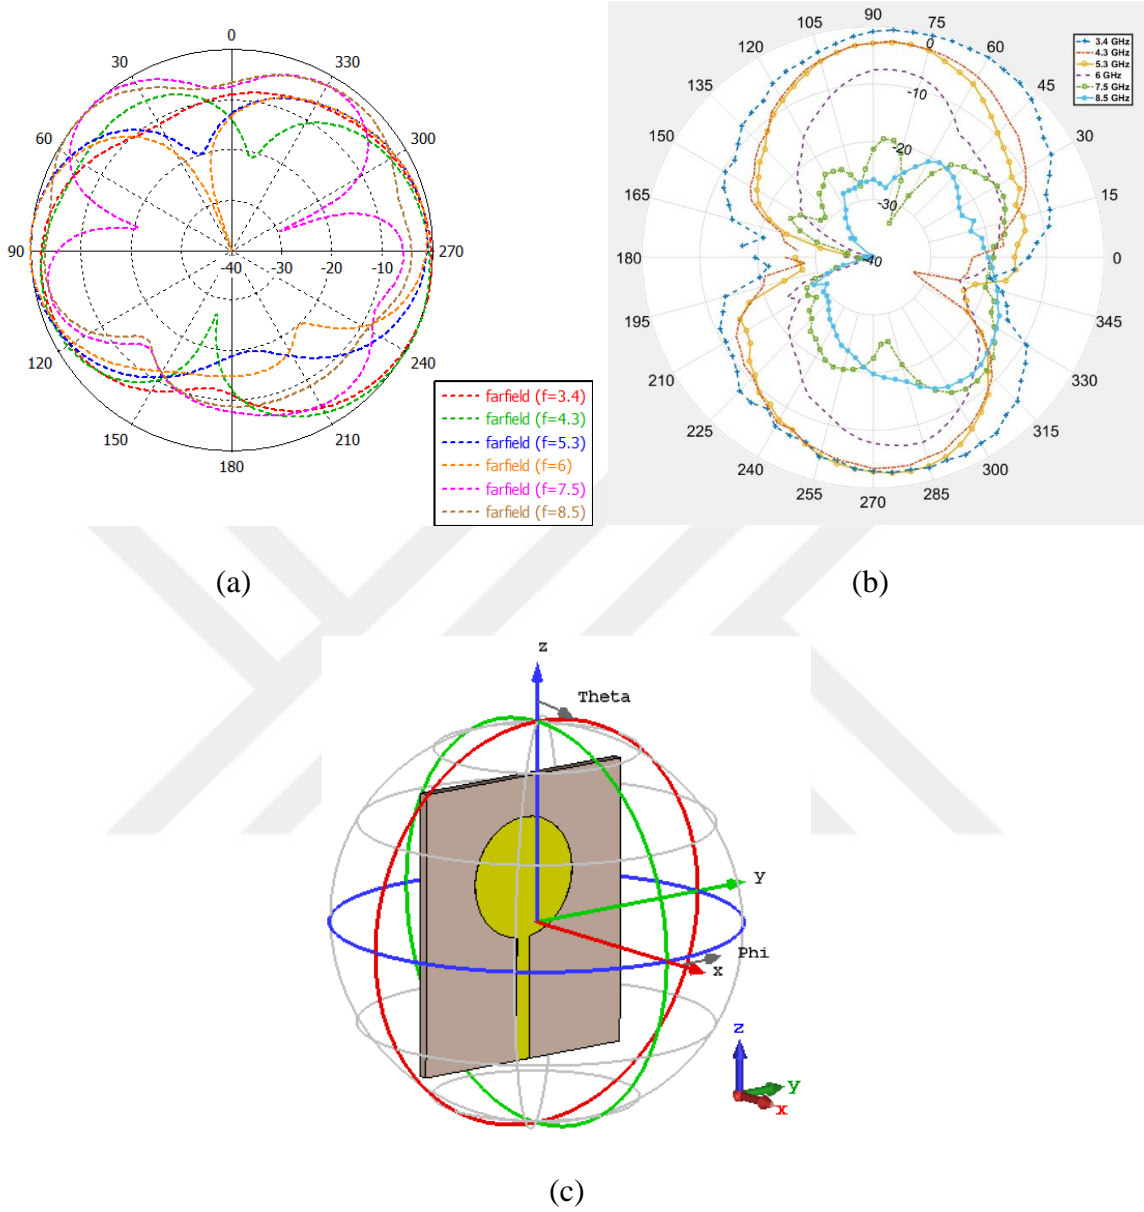 0
30
330
60
300
90
-40
-30
-20
-10
270
120
240
150
210
180
farfield (f=3.4)
farfield (f=4.3)
farfield (f=5.3)
farfield (f=6)
farfield (f=7.5)
farfield (f=8.5)
(a)
90
105
75
120
60
135
45
150
30
165
15
180
0
195
345
210
330
225
315
240
300
255
285
270
0
-10
-20
-30
-40
3.4 GHz
4.3 GHz
5.3 GHz
6 GHz
7.5 GHz
8.5 GHz
(b)
z
Theta
y
Phi
x
z
y
x
(c)